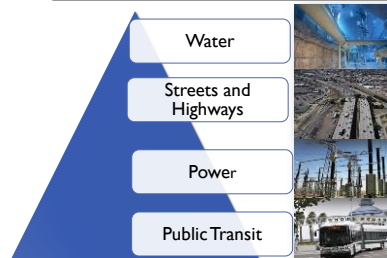 Water
Streets and
Highways
Power
Public Transit